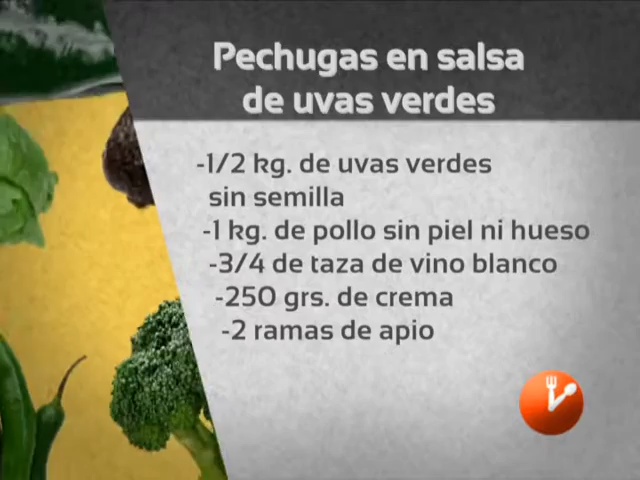 Pechugas en salsa
de uvas verdes
-1/2 kg. de uvas verdes
sin semilla
-1 kg. de pollo sin piel ni hueso
-3/4 de taza de vino blanco
-250 grs. de crema
-2 ramas de apio